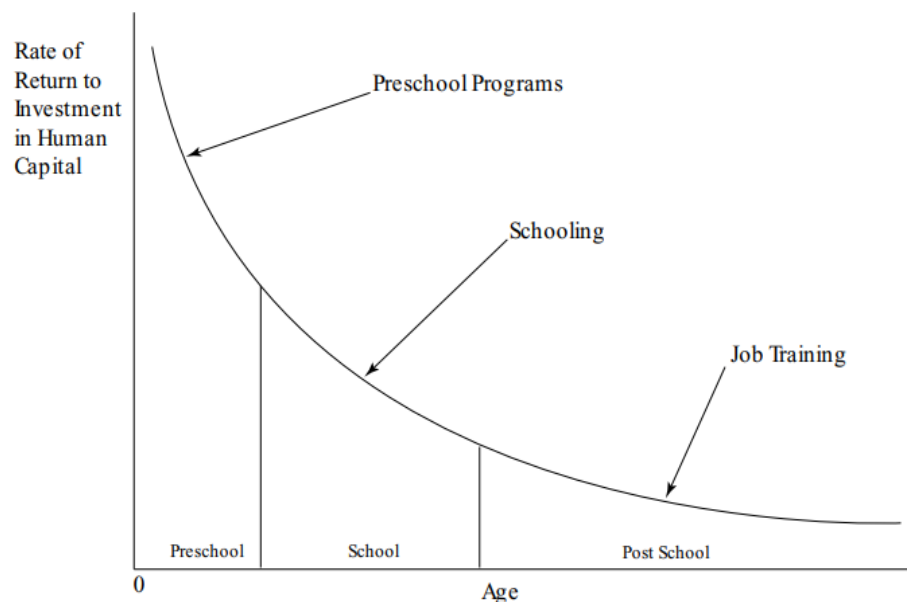 Rate of
Return to
Investment
in Human
Capital
Preschool Programs
Schooling
Job Training
Preschool
School
Post School
0
Age